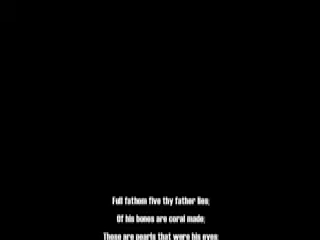 Full fathom five thy father lies;
Of his bones are coral made;
Those are pearls that were his eyes: